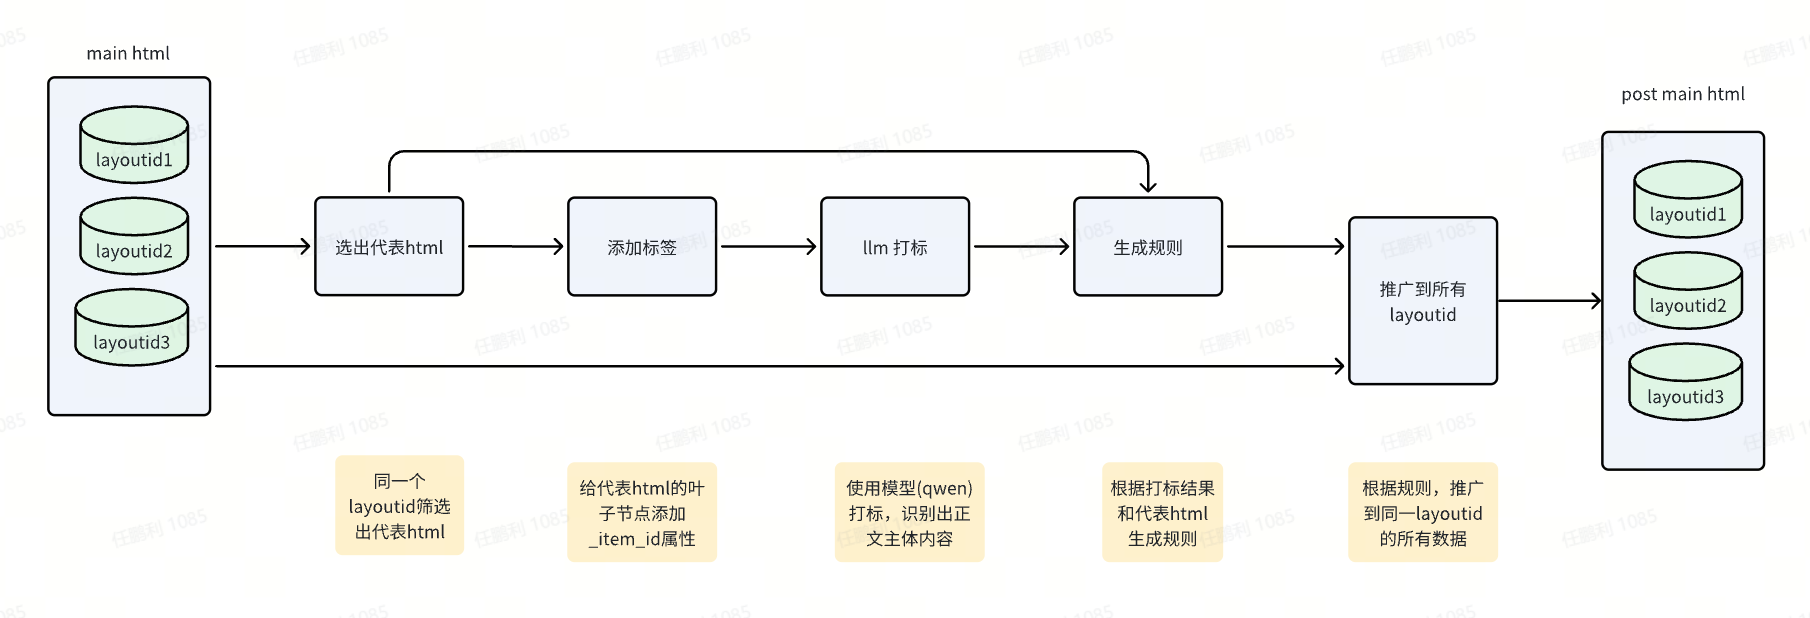 main html
layoutid1
layoutid2
layoutid3
选出代表html
添加标签
llm 打标
生成规则
推广到所有
layoutid
post main html
layoutid1
layoutid2
layoutid3
同一个
layoutid筛选
出代表html
给代表html的叶
子节点添加
_item_id属性
使用模型(qwen)
打标，识别出正
文主体内容
根据打标结果
和代表html
生成规则
根据规则，推广
到同一layoutid
的所有数据
任鹏利 1085